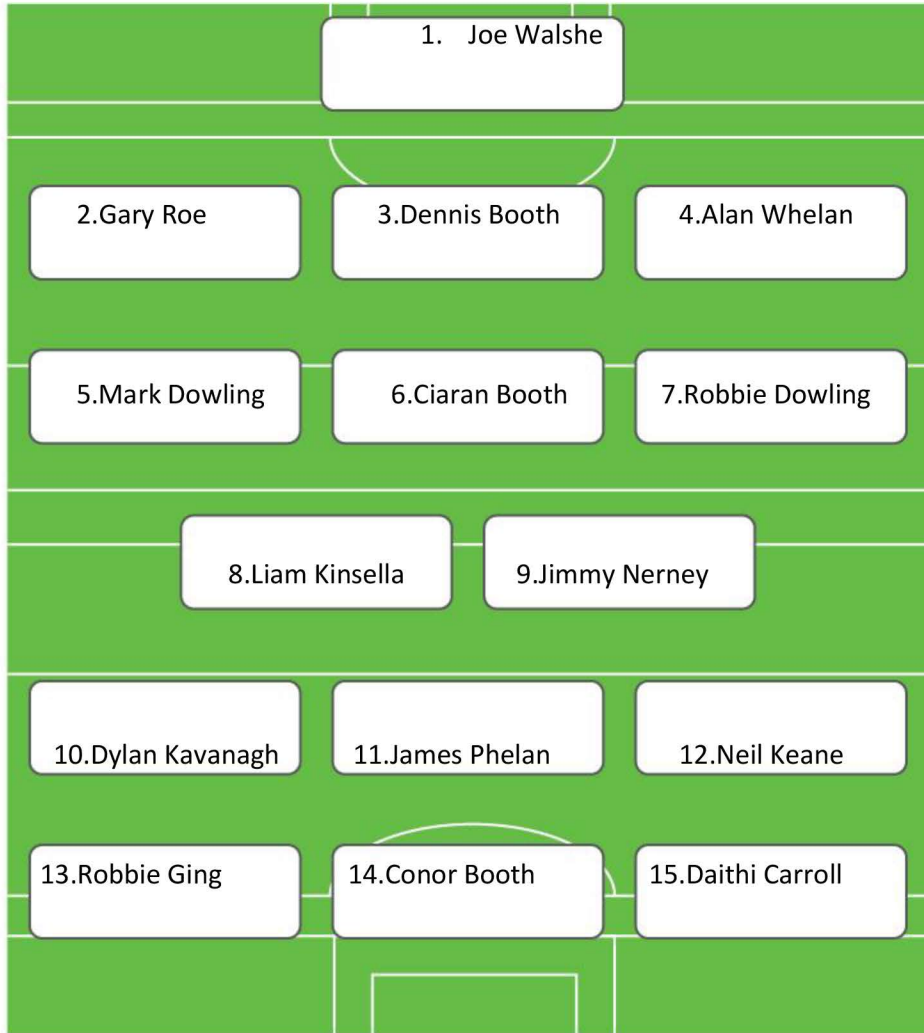 1. Joe Walshe
2.Gary Roe
3.Dennis Booth
4.Alan Whelan
5.Mark Dowling
6.Ciaran Booth
7.Robbie Dowling
8.Liam Kinsella
9.Jimmy Nerney
10.Dylan Kavanagh
11.James Phelan
12.Neil Keane
13.Robbie Ging
14.Conor Booth
15.Daithi Carroll